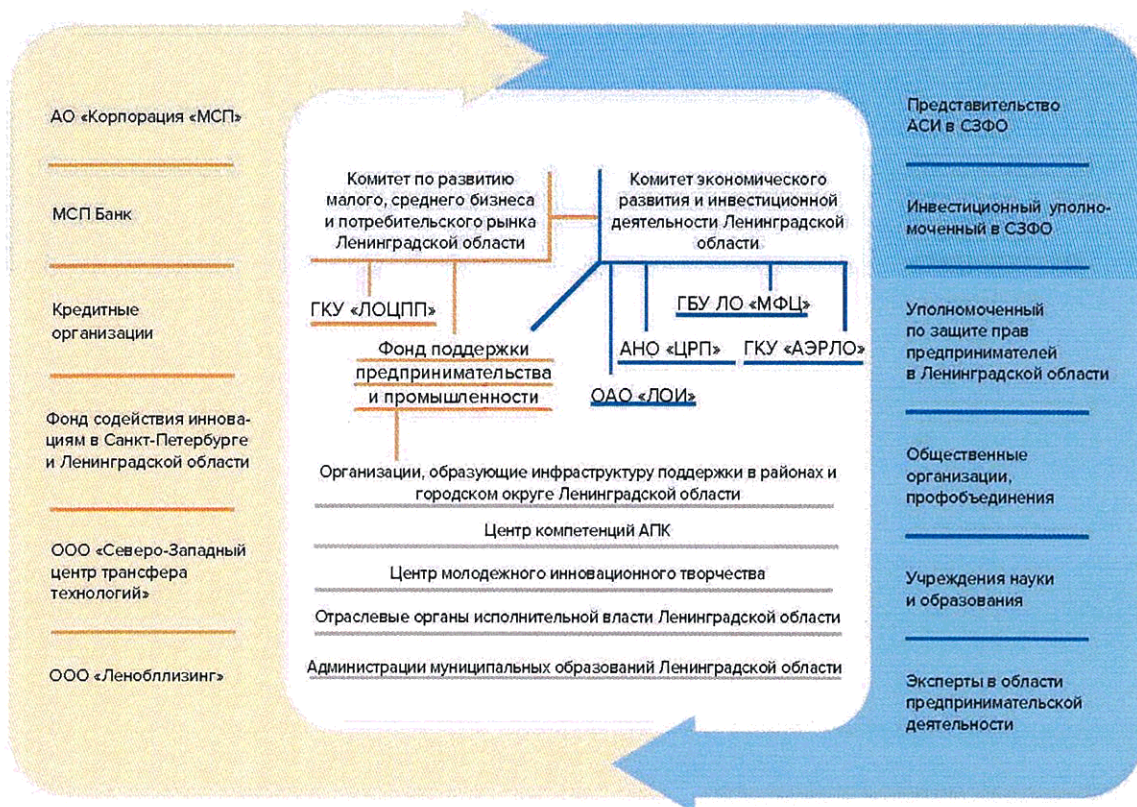 АО «Корпорация «МСП»
МСП Банк
Кредитные
организации
Фонд содействия иннова-
циям в Санкт-Петербурге
и Ленинградской области
ООО «Северо-Западный
центр трансфера
технологий»
ООО «Ленобллизинг»
Комитет по развитию
малого, среднего бизнеса
и потребительского рынка
Ленинградской области
Комитет экономического
развития и инвестиционной
деятельности Ленинградской
области
ГКУ «ЛОЦПП»
ГБУ ЛО «МФЦ»
Фонд поддержки
предпринимательства
и промышленности
АНО «ЦРП»
ГКУ «АЭРЛО»
ОАО «ЛОИ»
Организации, образующие инфраструктуру поддержки в районах и
городском округе Ленинградской области
Центр компетенций АПК
Центр молодежного инновационного творчества
Отраслевые органы исполнительной власти Ленинградской области
Администрации муниципальных образований Ленинградской области
Представительство
АСИ в СЗФО
Инвестиционный уполно-
моченный в СЗФО
Уполномоченный
по защите прав
предпринимателей
в Ленинградской области
Общественные
организации,
профобъединения
Учреждения науки
и образования
Эксперты в области
предпринимательской
деятельности